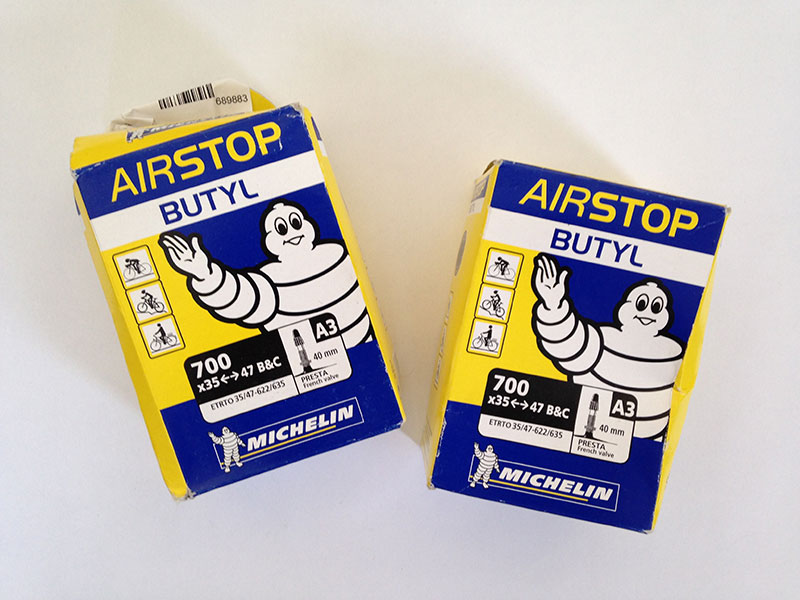 689883
AIRSTOP
BUTYL
700
x35←→47 B&C
ETRTO 35/47-622/635
A3
40 mm
PRESTA
French valve
MICHELIN
AIRSTOP
BUTYL
700
x35←→47 B&C
ETRTO 35/47-622/635
A3
40 mm
PRESTA
French valve
MICHELIN